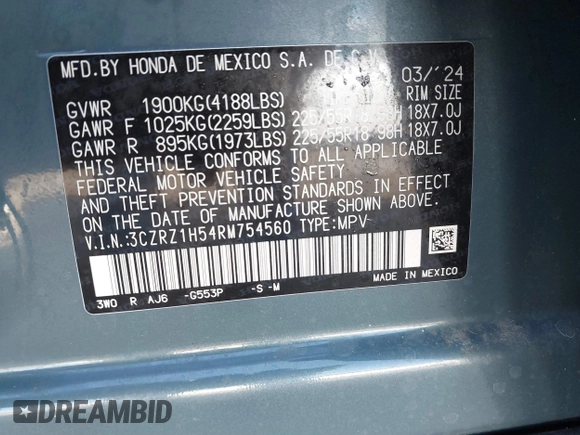 MFD.BY HONDA DE MEXICO S.A. DE C.V.
03/'24
GVWR 1900KG(4188LBS)
RIM SIZE
GAWR F 1025KG(2259LBS) 225/55R18 98H 18X7.0J
GAWR R 895KG(1973LBS) 225/55R18 98H 18X7.0J
THIS VEHICLE CONFORMS TO ALL APPLICABLE
FEDERAL MOTOR VEHICLE SAFETY
AND THEFT PREVENTION STANDARDS IN EFFECT
ON THE DATE OF MANUFACTURE SHOWN ABOVE.
V.I.N.:3CZRZ1H54RM754560 TYPE:MPV
MADE IN MEXICO
3WO R AJ6 -G553P -S -M
DREAMBID